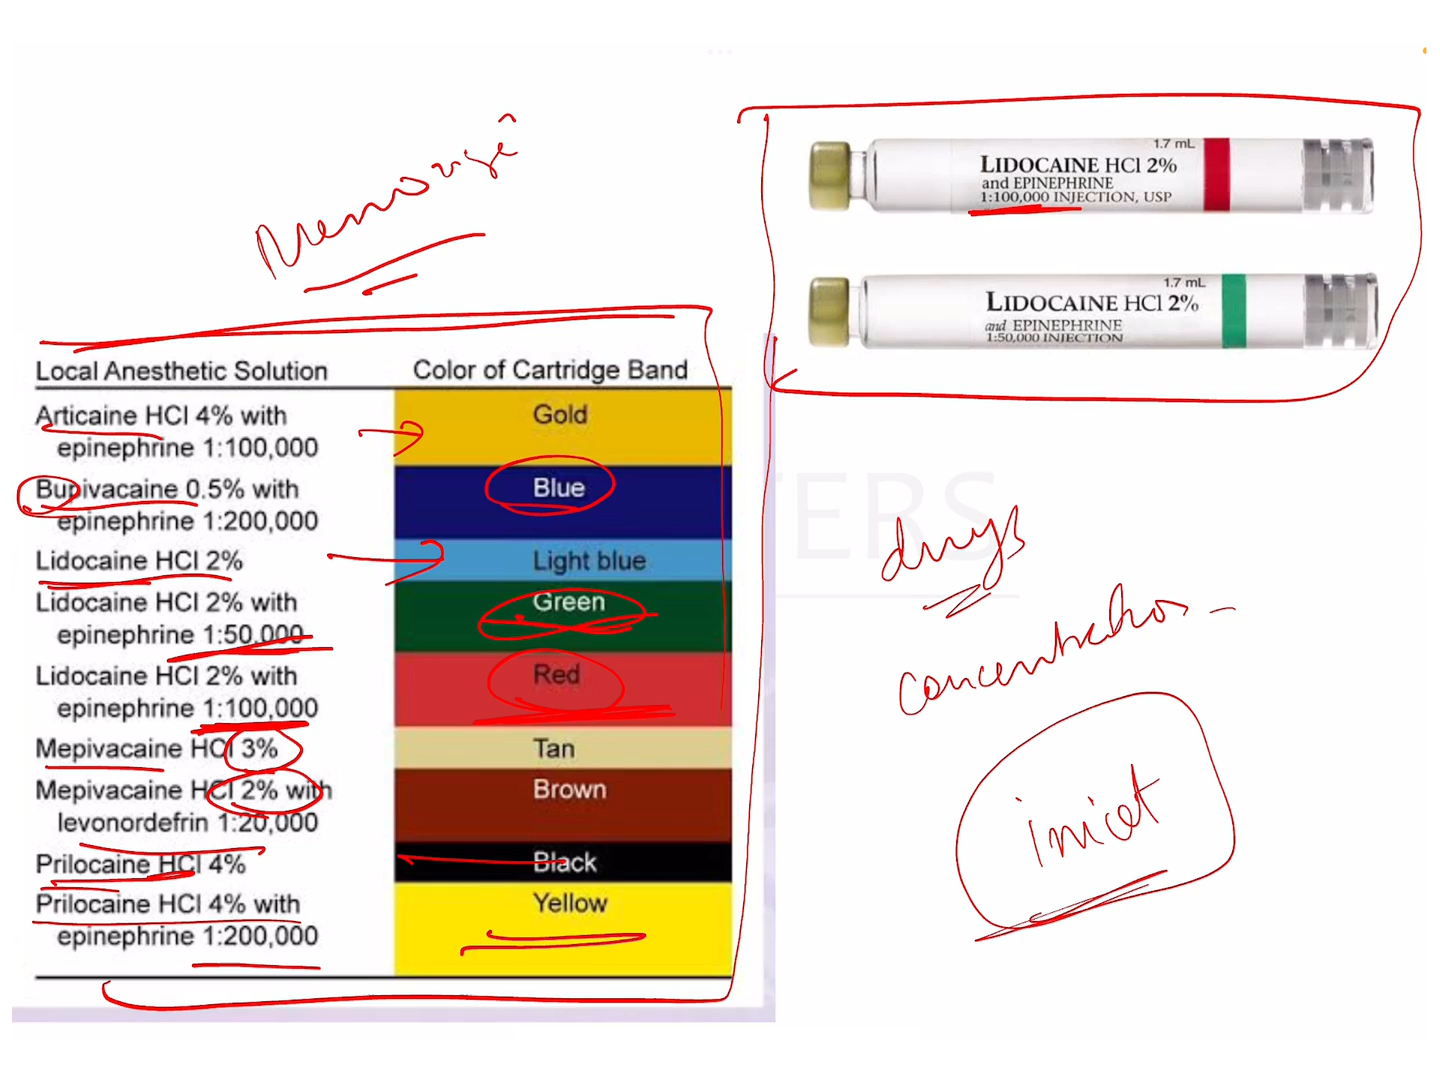 Memorize
1.7 mL
LIDOCAINE HCl 2%
and EPINEPHRINE
1:100,000 INJECTION, USP
1.7 mL
LIDOCAINE HCl 2%
and EPINEPHRINE
1:50,000 INJECTION
Local Anesthetic Solution Color of Cartridge Band
Articaine HCl 4% with Gold
epinephrine 1:100,000
Bupivacaine 0.5% with Blue
epinephrine 1:200,000
Lidocaine HCl 2% Light blue
Lidocaine HCl 2% with Green
epinephrine 1:50,000
Lidocaine HCl 2% with Red
epinephrine 1:100,000
Mepivacaine HCl 3% Tan
Mepivacaine HCl 2% with Brown
levonordefrin 1:20,000
Prilocaine HCl 4% Black
Prilocaine HCl 4% with Yellow
epinephrine 1:200,000
TERS
drugs
concentration -
inicet